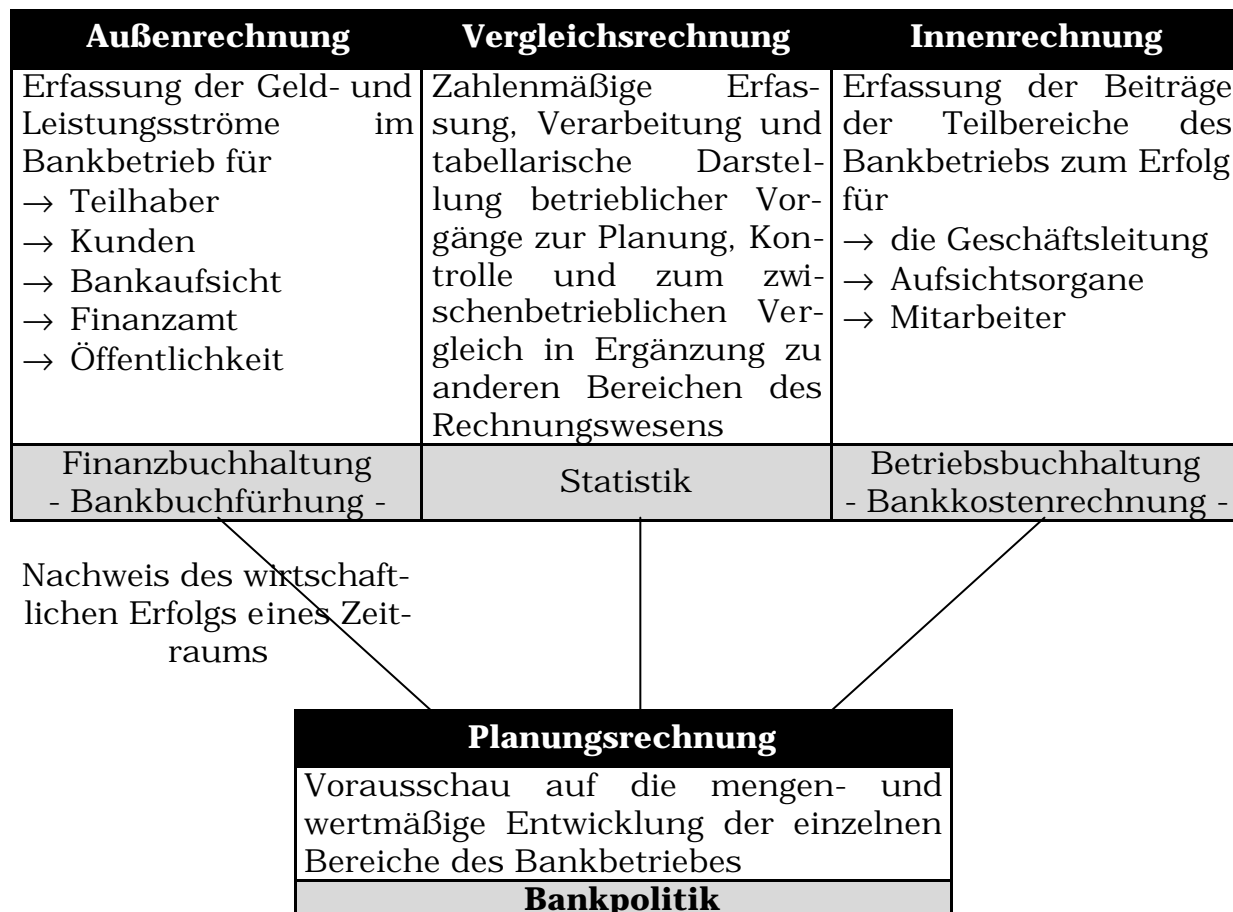 Außenrechnung
Erfassung der Geld- und
Leistungsströme im
Bankbetrieb für
→ Teilhaber
→ Kunden
→ Bankaufsicht
→ Finanzamt
→ Öffentlichkeit
Finanzbuchhaltung
- Bankbuchfürhung -
Vergleichsrechnung
Zahlenmäßige Erfas-
sung, Verarbeitung und
tabellarische Darstel-
lung betrieblicher Vor-
gänge zur Planung, Kon-
trolle und zum zwi-
schenbetrieblichen Ver-
gleich in Ergänzung zu
anderen Bereichen des
Rechnungswesens
Statistik
Innenrechnung
Erfassung der Beiträge
der Teilbereiche des
Bankbetriebs zum Erfolg
für
→ die Geschäftsleitung
→ Aufsichtsorgane
→ Mitarbeiter
Betriebsbuchhaltung
- Bankkostenrechnung -
Nachweis des wirtschaft-
lichen Erfolgs eines Zeit-
raums
Planungsrechnung
Vorausschau auf die mengen- und
wertmäßige Entwicklung der einzelnen
Bereiche des Bankbetriebes
Bankpolitik